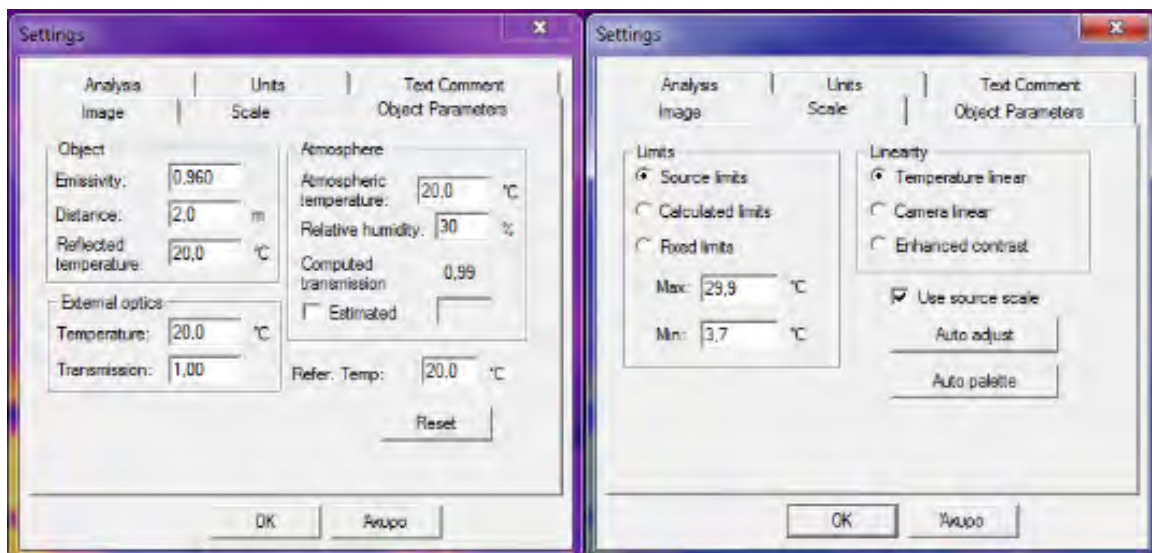 Settings
Analysis Units Text Comment
Image Scale Object Parameters
Object
Emissivity: 0,960
Distance: 2,0 m
Reflected temperature: 20,0 °C
External optics
Temperature: 20.0 °C
Transmission: 1,00
Atmosphere
Atmospheric temperature: 20.0 °C
Relative humidity: 30 %
Computed transmission 0,99
Estimated
Refer. Temp: 20.0 °C
Reset
OK Άκυρο
Settings
Analysis Units Text Comment
Image Scale Object Parameters
Limits
Source limits
Calculated limits
Fixed limits
Max: 29,9 °C
Min: 3,7 °C
Linearity
Temperature linear
Camera linear
Enhanced contrast
Use source scale
Auto adjust
Auto palette
OK Άκυρο